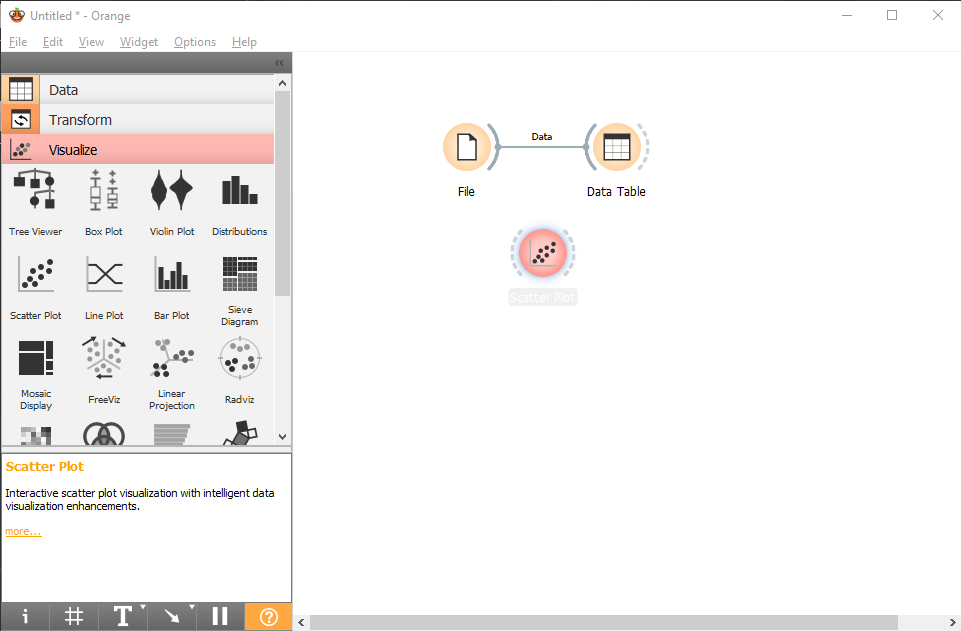 Untitled * - Orange
File Edit View Widget Options Help
Data
Transform
Visualize
Tree Viewer Box Plot Violin Plot Distributions
Scatter Plot Line Plot Bar Plot Sieve
Diagram
Mosaic
Display FreeViz Linear
Projection Radviz
Scatter Plot
Interactive scatter plot visualization with intelligent data
visualization enhancements.
more...
Data
File Data Table
Scatter Plot